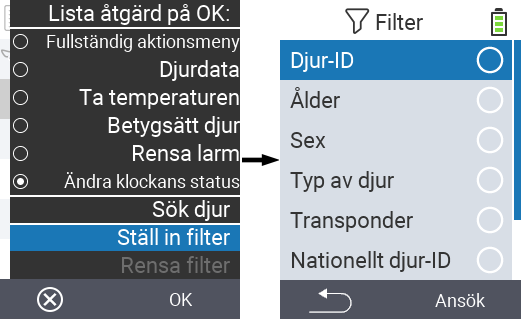 Lista åtgärd på OK:
Fullständig aktionsmeny
Djurdata
Ta temperaturen
Betygsätt djur
Rensa larm
Ändra klockans status
Sök djur
Ställ in filter
Rensa filter
OK
Filter
Djur-ID
Ålder
Sex
Typ av djur
Transponder
Nationellt djur-ID
Ansök